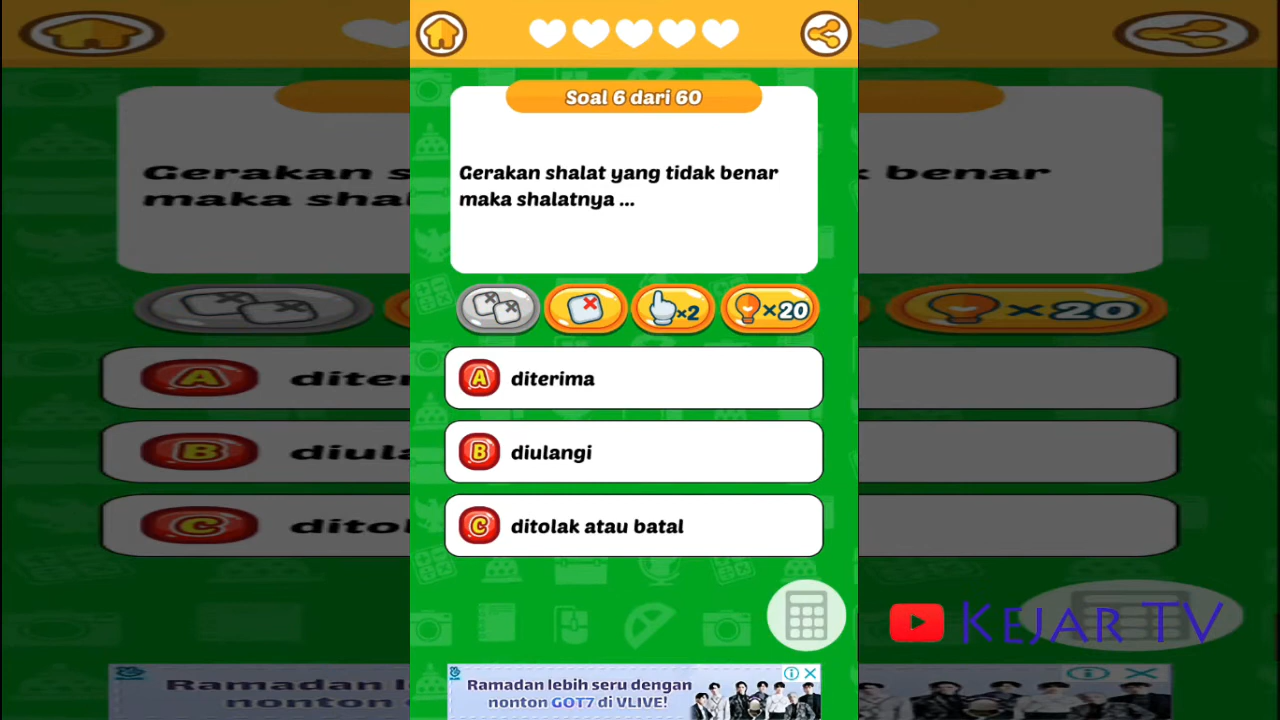 Soal 6 dari 60
Gerakan shalat yang tidak benar
maka shalatnya ...
×2
×20
×20
A diterima
B diulangi
C ditolak atau batal
KEJAR TV
Ramadan lebih seru dengan
nonton GOT7 di VLIVE!